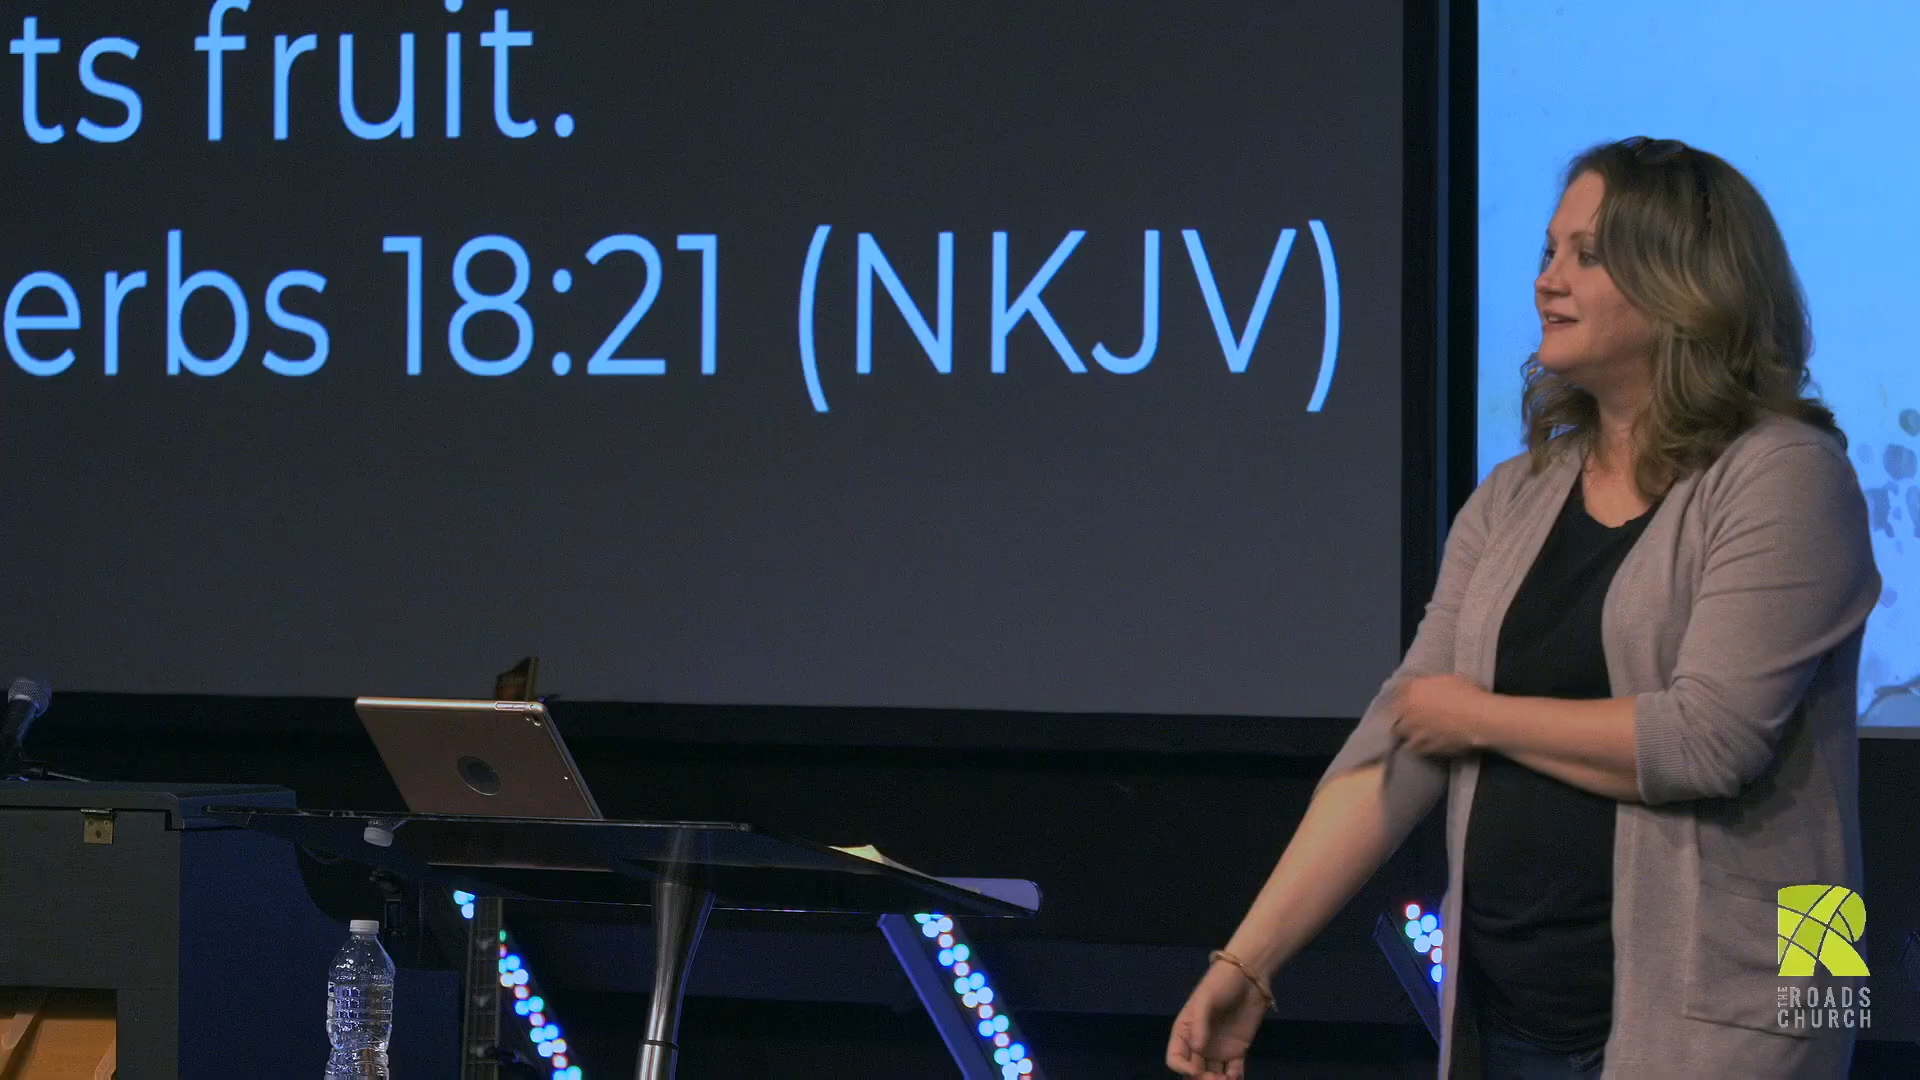 ts fruit.
erbs 18:21 (NKJV)
THE ROADS
CHURCH